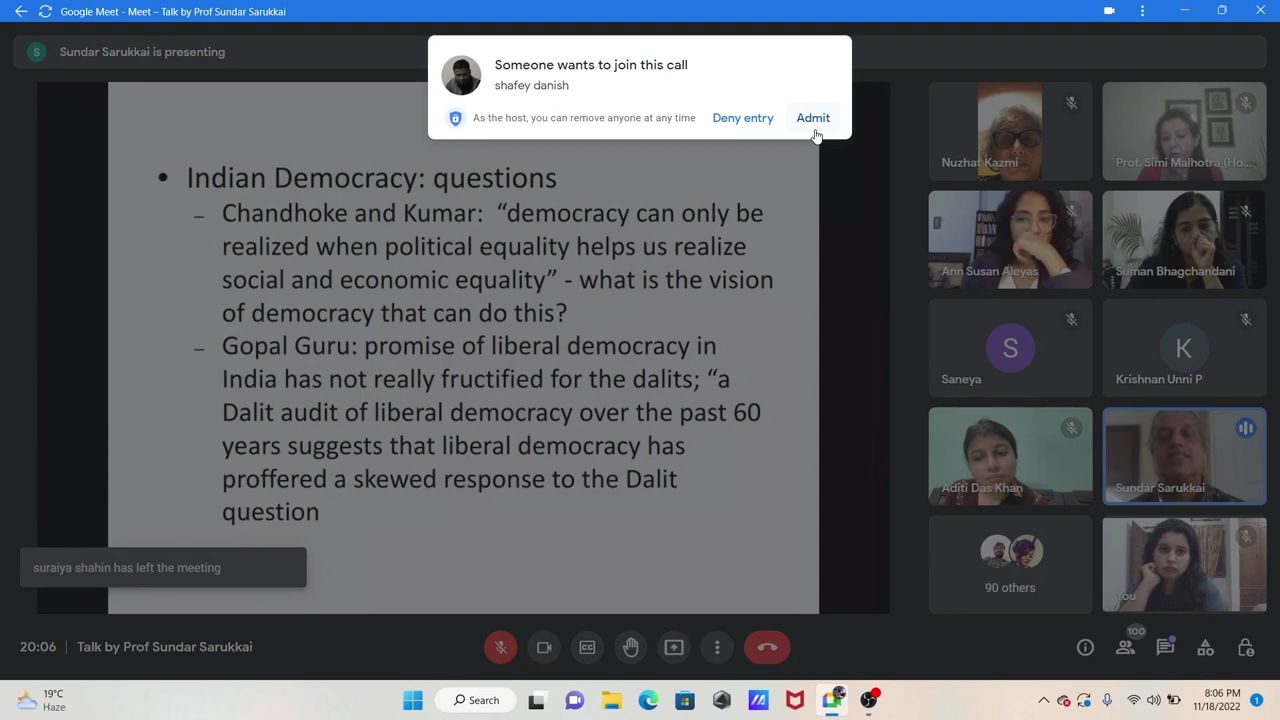 Google Meet - Meet – Talk by Prof Sundar Sarukkai
S
Sundar Sarukkai is presenting
Someone wants to join this call
shafey danish
As the host, you can remove anyone at any time
Deny entry
Admit
• Indian Democracy: questions
– Chandhoke and Kumar: “democracy can only be
realized when political equality helps us realize
social and economic equality” - what is the vision
of democracy that can do this?
– Gopal Guru: promise of liberal democracy in
India has not really fructified for the dalits; “a
Dalit audit of liberal democracy over the past 60
years suggests that liberal democracy has
proffered a skewed response to the Dalit
question
suraiya shahin has left the meeting
Nuzhat Kazmi
Prof. Simi Malhotra (Ho...
Ann Susan Aleyas
Suman Bhagchandani
S
Saneya
K
Krishnan Unni P
Aditi Das Khan
Sundar Sarukkai
90 others
You
20:06 | Talk by Prof Sundar Sarukkai
CC
100
19°C
Haze
Search
8:06 PM
11/18/2022
1